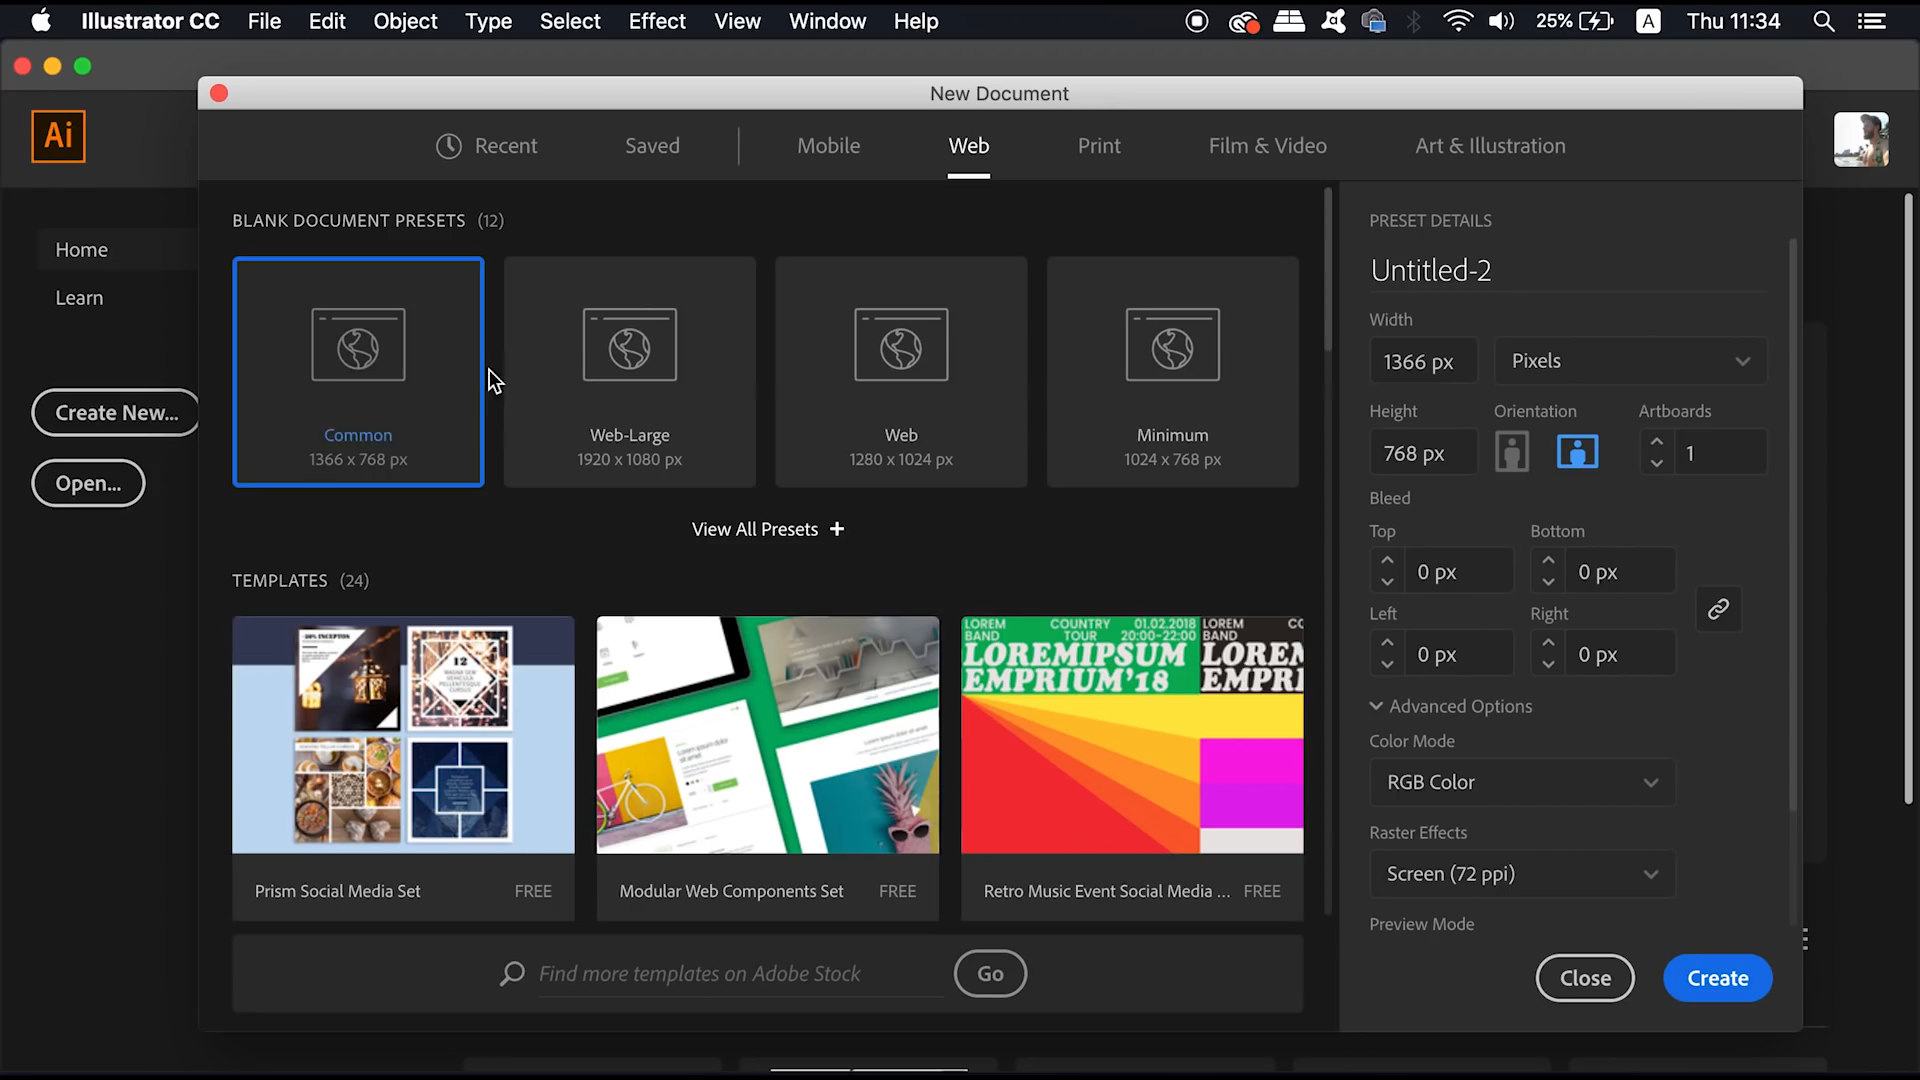 Illustrator CC File Edit Object Type Select Effect View Window Help 25% A Thu 11:34
New Document
Ai
Recent Saved Mobile Web Print Film & Video Art & Illustration
Home
Learn
Create New...
Open...
BLANK DOCUMENT PRESETS (12)
Common
1366 x 768 px
Web-Large
1920 x 1080 px
Web
1280 x 1024 px
Minimum
1024 x 768 px
View All Presets +
TEMPLATES (24)
12
LOREM BAND
COUNTRY TOUR
01.02.2018
20:00-22:00
LOREMIPSUM
EMPRIUM'18
LOREM BAND
Prism Social Media Set FREE
Modular Web Components Set FREE
Retro Music Event Social Media ... FREE
Find more templates on Adobe Stock
Go
PRESET DETAILS
Untitled-2
Width
1366 px Pixels
Height Orientation Artboards
768 px 1
Bleed
Top Bottom
0 px 0 px
Left Right
0 px 0 px
Advanced Options
Color Mode
RGB Color
Raster Effects
Screen (72 ppi)
Preview Mode
Close Create